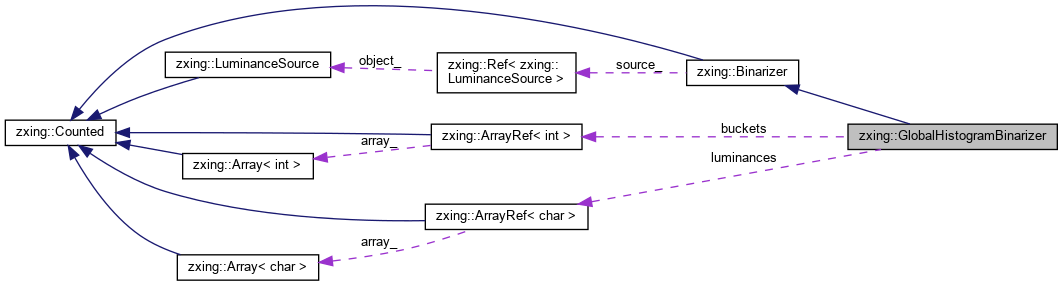 zxing::LuminanceSource
object_
zxing::Ref< zxing::
LuminanceSource >
source_
zxing::Binarizer
zxing::Counted
zxing::ArrayRef< int >
buckets
zxing::GlobalHistogramBinarizer
array_
zxing::Array< int >
luminances
zxing::ArrayRef< char >
array_
zxing::Array< char >